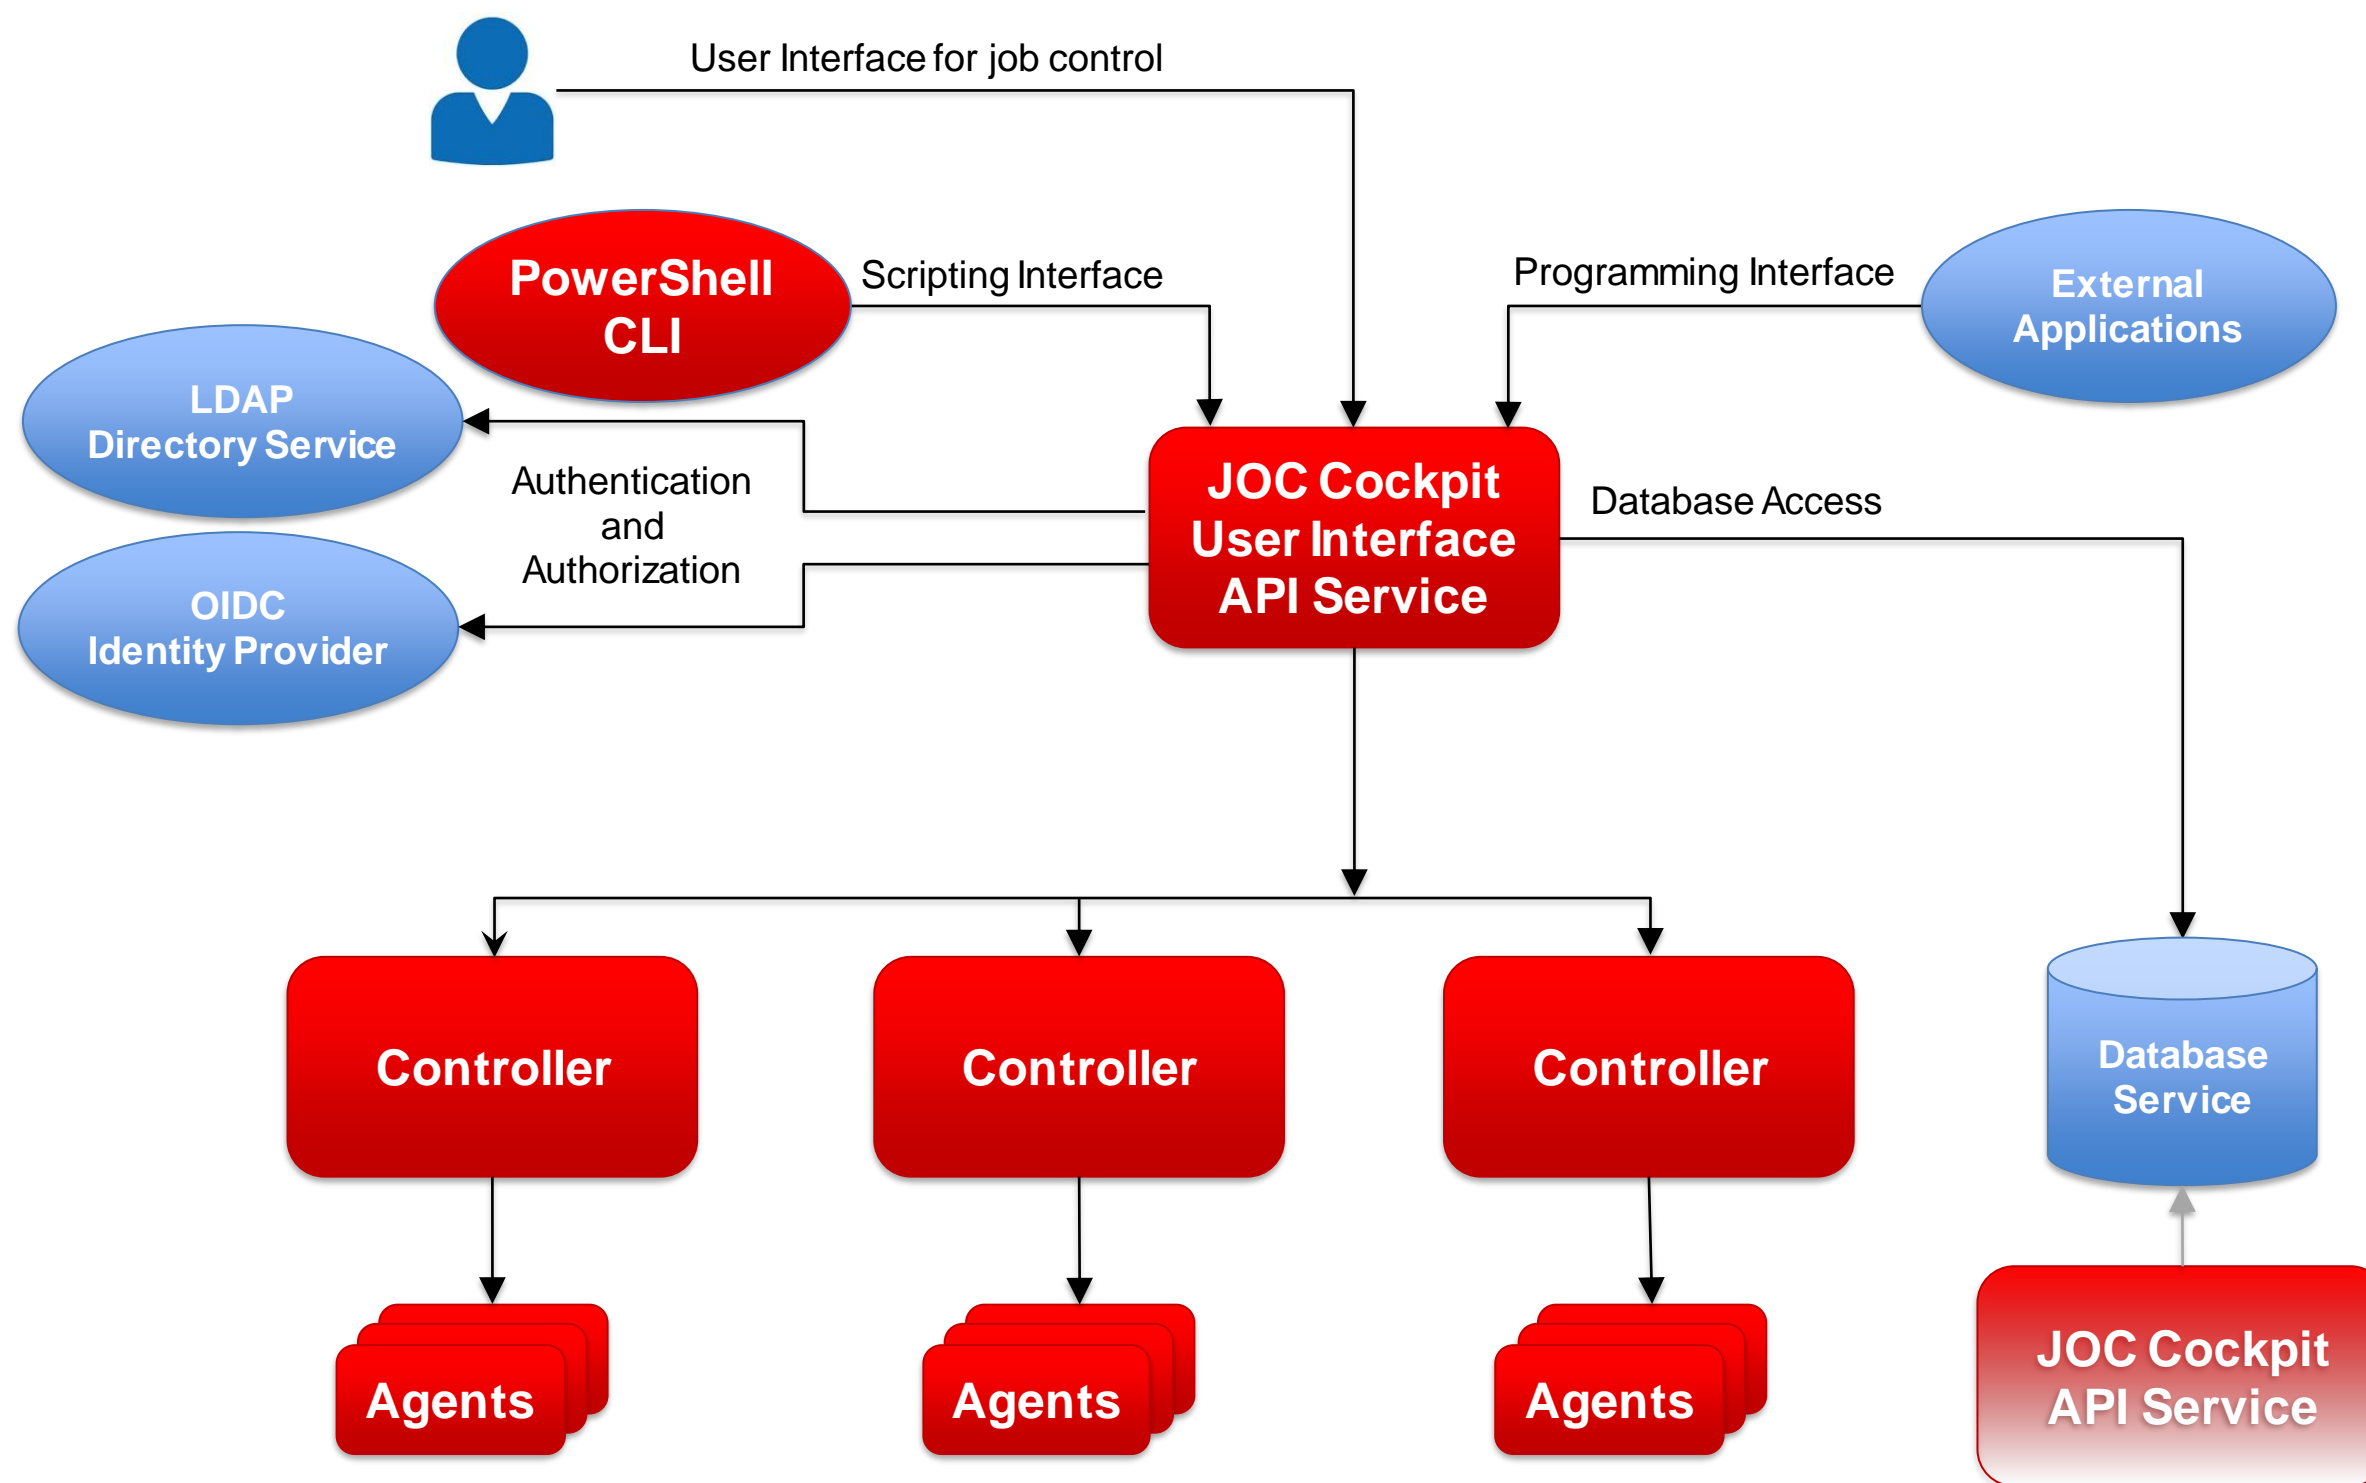 User Interface for job control
PowerShell
CLI
Scripting Interface
Programming Interface
External
Applications
LDAP
Directory Service
Authentication
and
Authorization
OIDC
Identity Provider
JOC Cockpit
User Interface
API Service
Database Access
Controller
Controller
Controller
Database
Service
Agents
Agents
Agents
JOC Cockpit
API Service